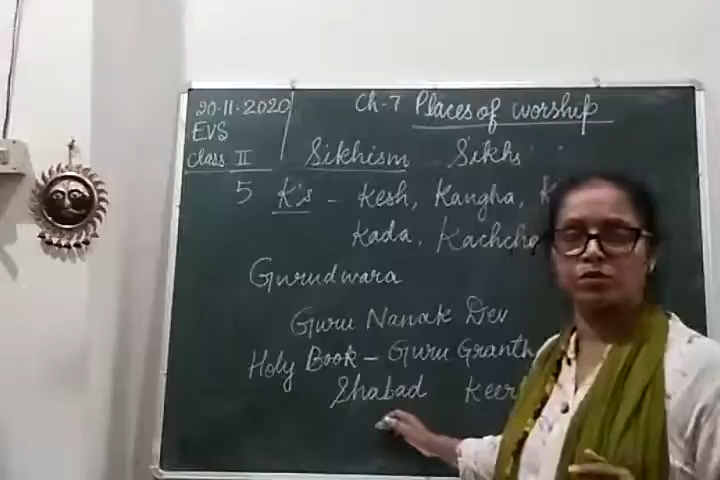 20-11-2020 Ch-7 Places of worship
EVS
Class II Sikhism Sikhs
5 K's - Kesh, Kangha, K
Kada, Kachcha
Gurudwara
Guru Nanak Dev
Holy Book - Guru Granth
Shabad Keer